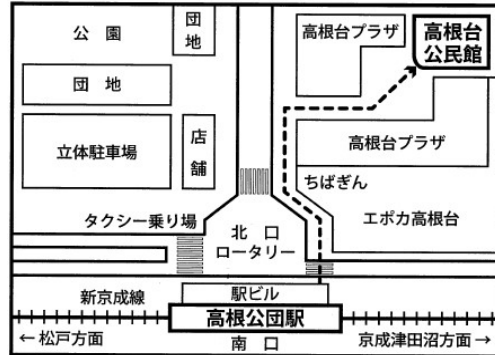 公園
団地
高根台プラザ
高根台
公民館
団地
立体駐車場
店舗
高根台プラザ
ちばぎん
タクシー乗り場
北口
ロータリー
エポカ高根台
新京成線
駅ビル
高根公団駅
← 松戸方面
南口
京成津田沼方面 →